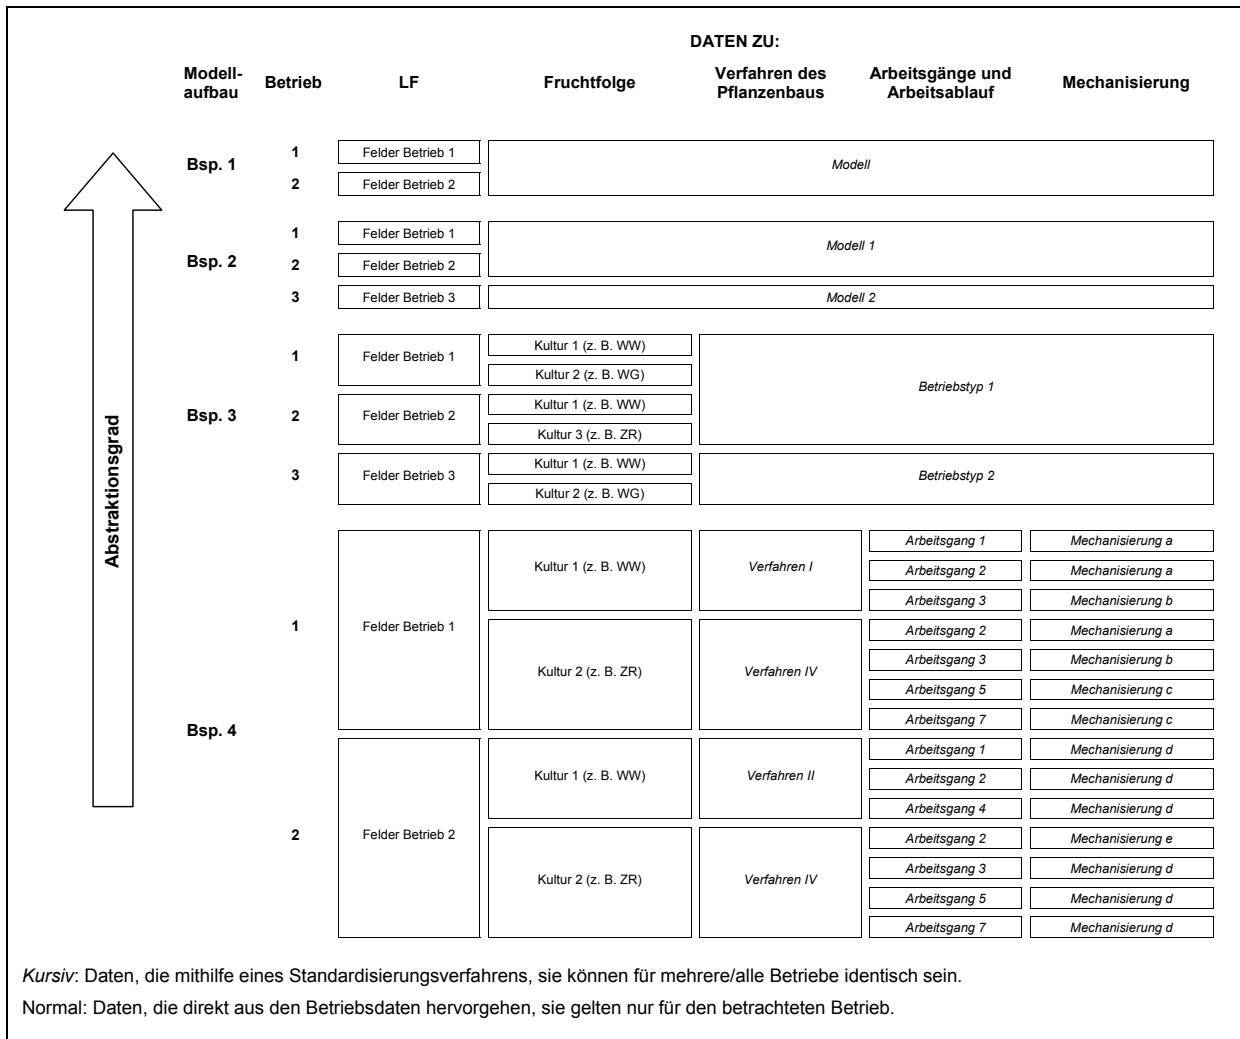 DATEN ZU:
Modell-
aufbau
Betrieb
LF
Fruchtfolge
Verfahren des
Pflanzenbaus
Arbeitsgänge und
Arbeitsablauf
Mechanisierung
Abstraktionsgrad
Bsp. 1
1
Felder Betrieb 1
Modell
2
Felder Betrieb 2
Bsp. 2
1
Felder Betrieb 1
Modell 1
2
Felder Betrieb 2
3
Felder Betrieb 3
Modell 2
Bsp. 3
1
Felder Betrieb 1
Kultur 1 (z. B. WW)
Kultur 2 (z. B. WG)
Betriebstyp 1
2
Felder Betrieb 2
Kultur 1 (z. B. WW)
Kultur 3 (z. B. ZR)
3
Felder Betrieb 3
Kultur 1 (z. B. WW)
Kultur 2 (z. B. WG)
Betriebstyp 2
Bsp. 4
1
Felder Betrieb 1
Kultur 1 (z. B. WW)
Verfahren I
Arbeitsgang 1
Mechanisierung a
Arbeitsgang 2
Mechanisierung a
Arbeitsgang 3
Mechanisierung b
Kultur 2 (z. B. ZR)
Verfahren IV
Arbeitsgang 2
Mechanisierung a
Arbeitsgang 3
Mechanisierung b
Arbeitsgang 5
Mechanisierung c
Arbeitsgang 7
Mechanisierung c
2
Felder Betrieb 2
Kultur 1 (z. B. WW)
Verfahren II
Arbeitsgang 1
Mechanisierung d
Arbeitsgang 2
Mechanisierung d
Arbeitsgang 4
Mechanisierung d
Kultur 2 (z. B. ZR)
Verfahren IV
Arbeitsgang 2
Mechanisierung e
Arbeitsgang 3
Mechanisierung d
Arbeitsgang 5
Mechanisierung d
Arbeitsgang 7
Mechanisierung d
Kursiv: Daten, die mithilfe eines Standardisierungsverfahrens, sie können für mehrere/alle Betriebe identisch sein.
Normal: Daten, die direkt aus den Betriebsdaten hervorgehen, sie gelten nur für den betrachteten Betrieb.